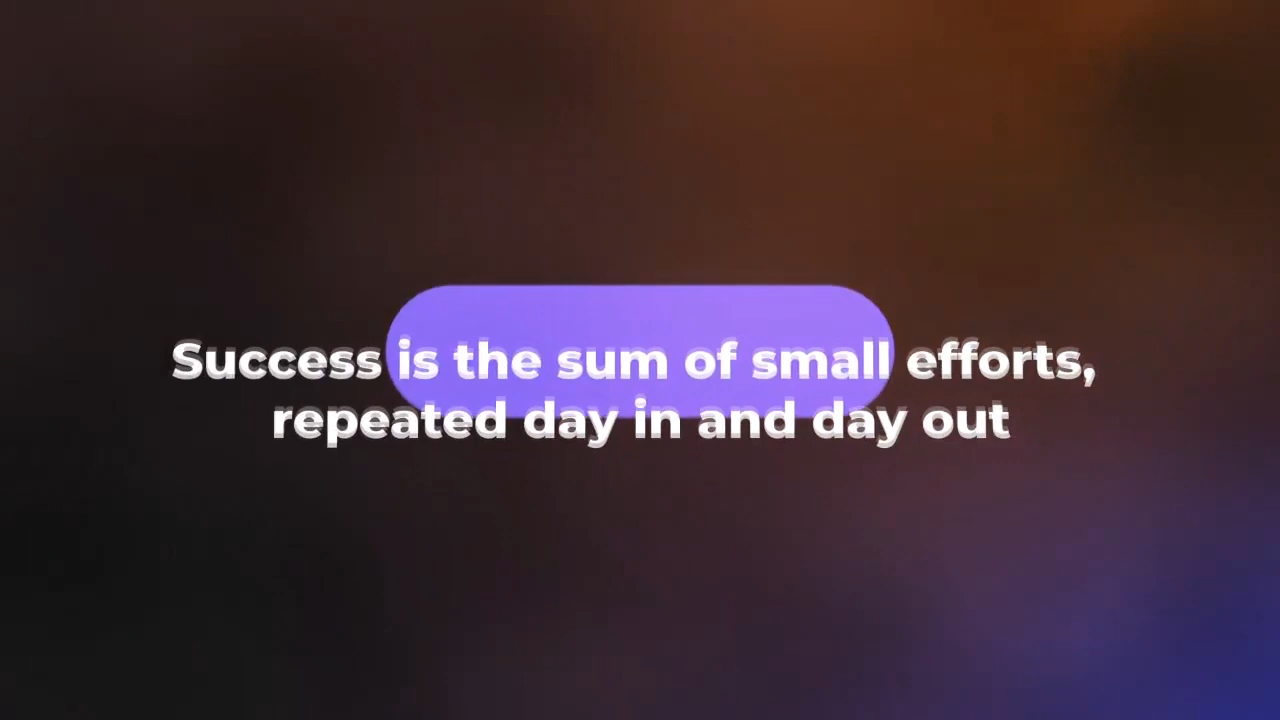 Success is the sum of small efforts,
repeated day in and day out